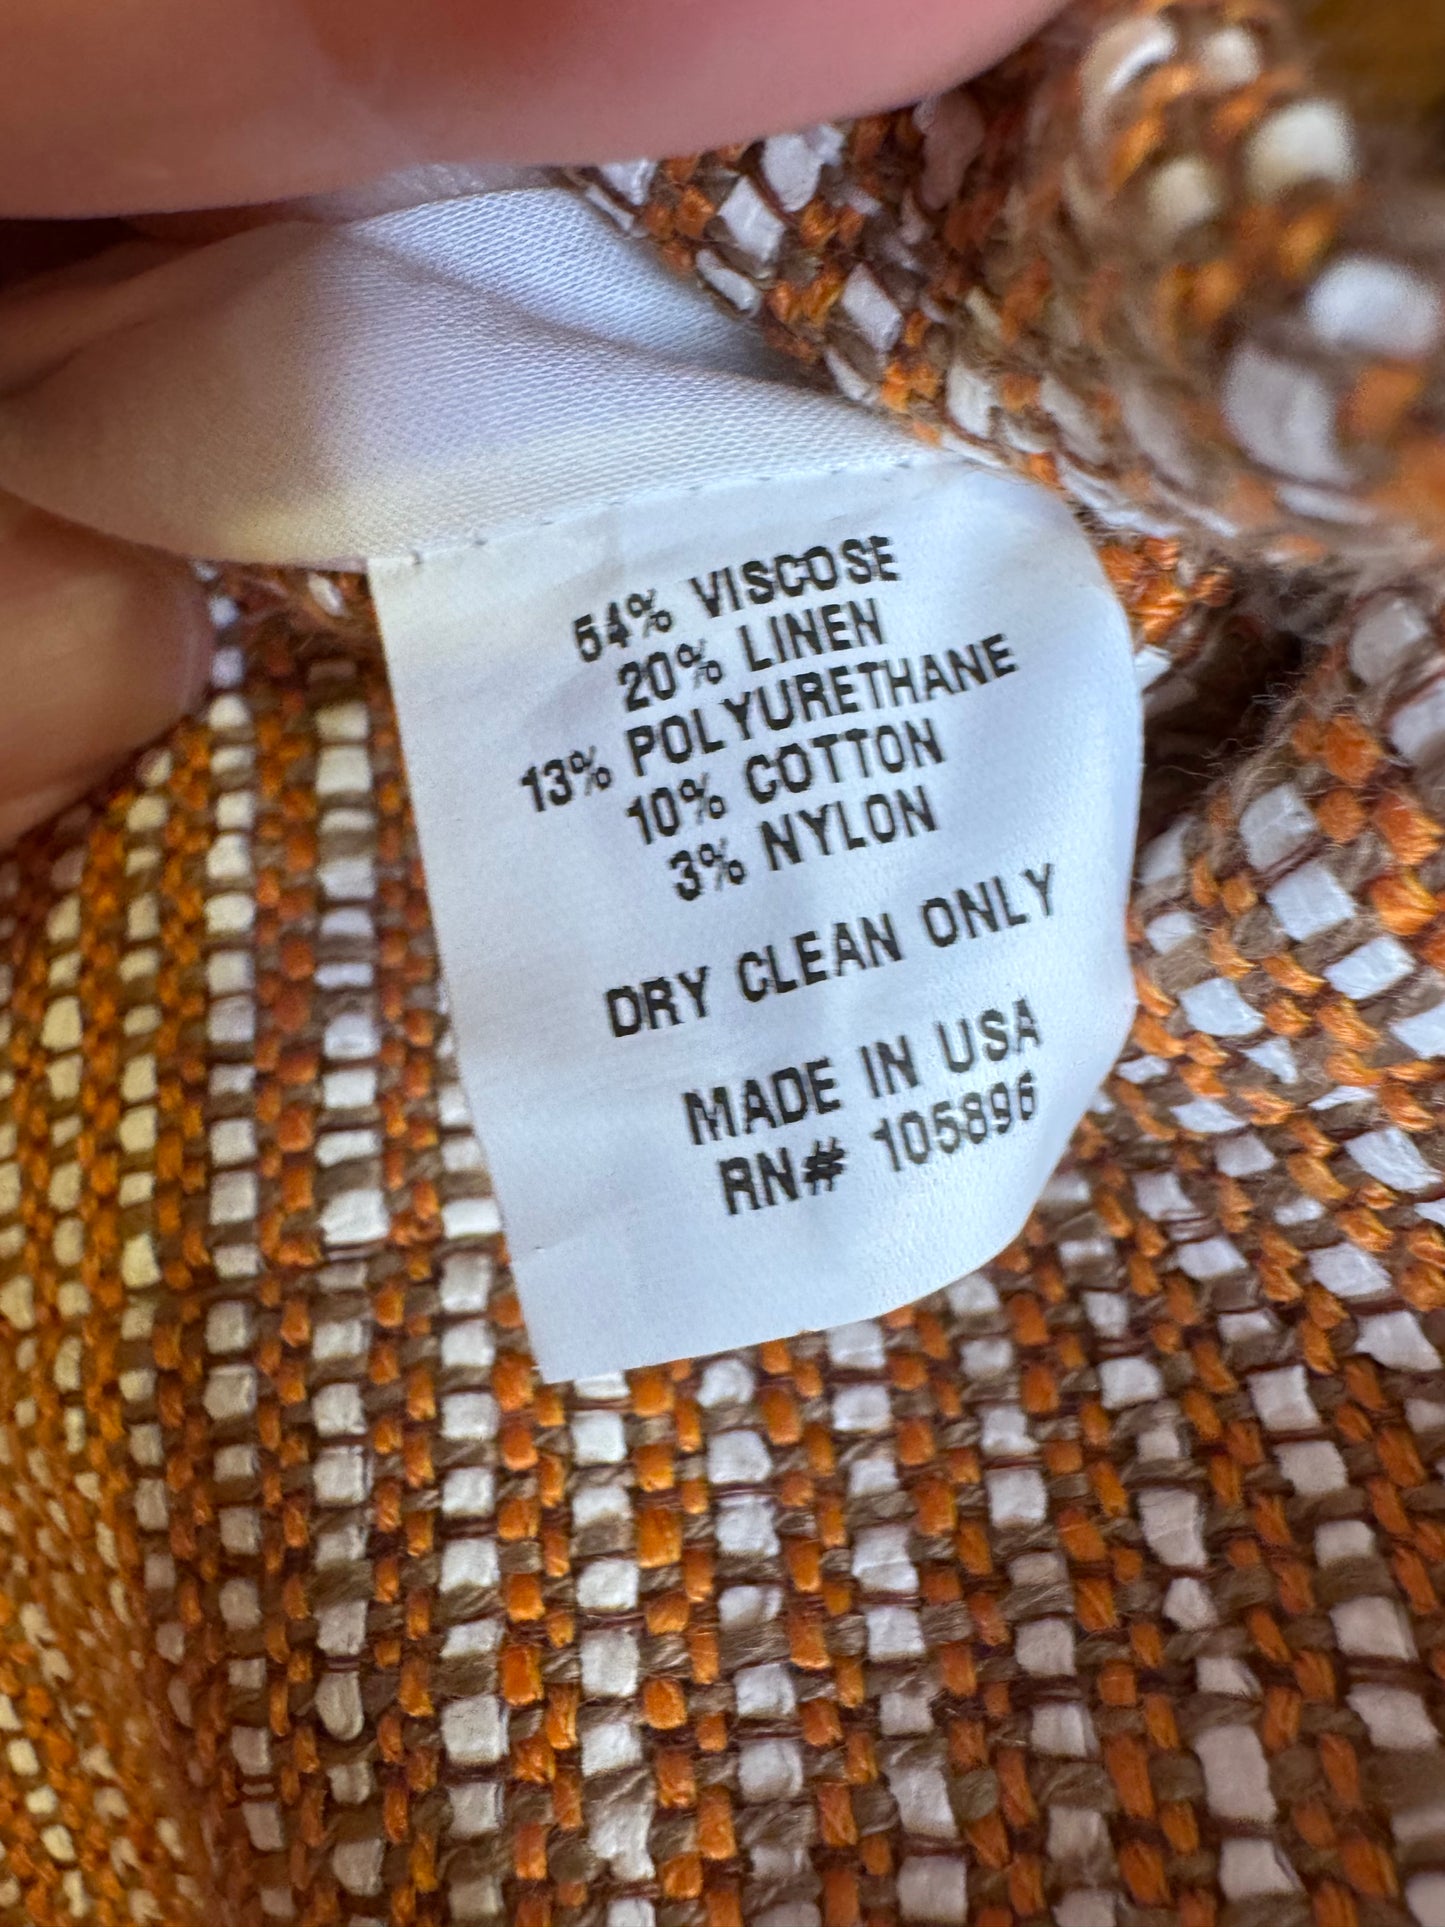 54% VISCOSE
20% LINEN
13% POLYURETHANE
10% COTTON
3% NYLON
DRY CLEAN ONLY
MADE IN USA
RN# 105896